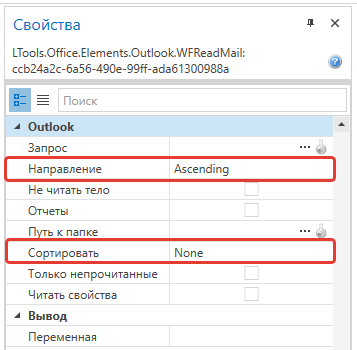 Свойства
LTools.Office.Elements.Outlook.WFReadMail:
ccb24a2c-6a56-490e-99ff-ada61300988a
Поиск
Outlook
Запрос ...
Направление Ascending
Не читать тело
Отчеты
Путь к папке ...
Сортировать None
Только непрочитанные
Читать свойства
Вывод
Переменная